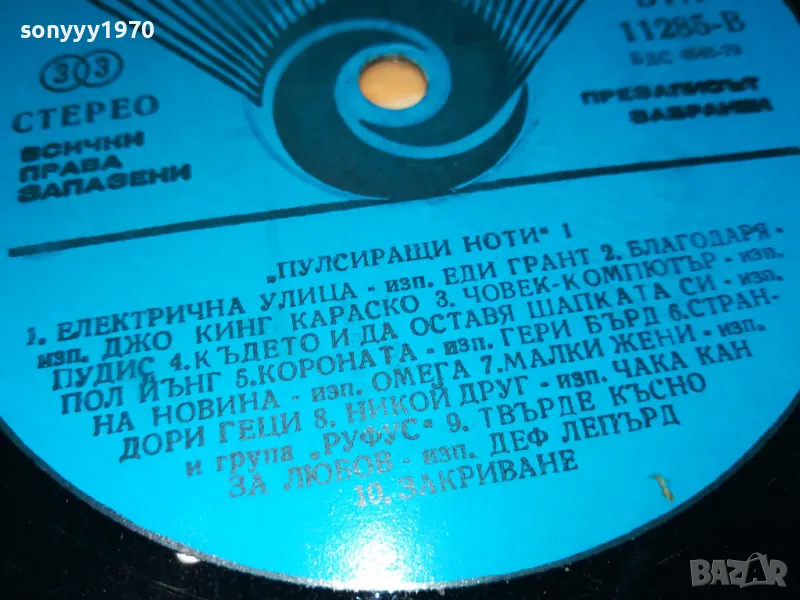 sonyyy1970
33
СТЕРЕО
ВСИЧКИ
ПРАВА
ЗАПАЗЕНИ
11285-В
БДС
ПРЕЗАПИСЪТ
ЗАБРАНЕН
„ПУЛСИРАЩИ НОТИ“ I
1. ЕЛЕКТРИЧНА УЛИЦА - изп. ЕДИ ГРАНТ 2. БЛАГОДАРЯ -
изп. ДЖО КИНГ КАРАСКО 3. ЧОВЕК-КОМПЮТЪР - изп.
ПУДИС 4. КЪДЕТО И ДА ОСТАВЯ ШАПКАТА СИ - изп.
ПОЛ ЙЪНГ 5. КОРОНАТА - изп. ГЕРИ БЪРД 6. СТРАН-
НА НОВИНА - изп. ОМЕГА 7. МАЛКИ ЖЕНИ - изп.
ДОРИ ГЕЦИ 8. НИКОЙ ДРУГ - изп. ЧАКА КАН
и група „РУФУС“ 9. ТВЪРДЕ КЪСНО
ЗА ЛЮБОВ - изп. ДЕФ ЛЕПЪРД
10. ЗАКРИВАНЕ
BAZAR